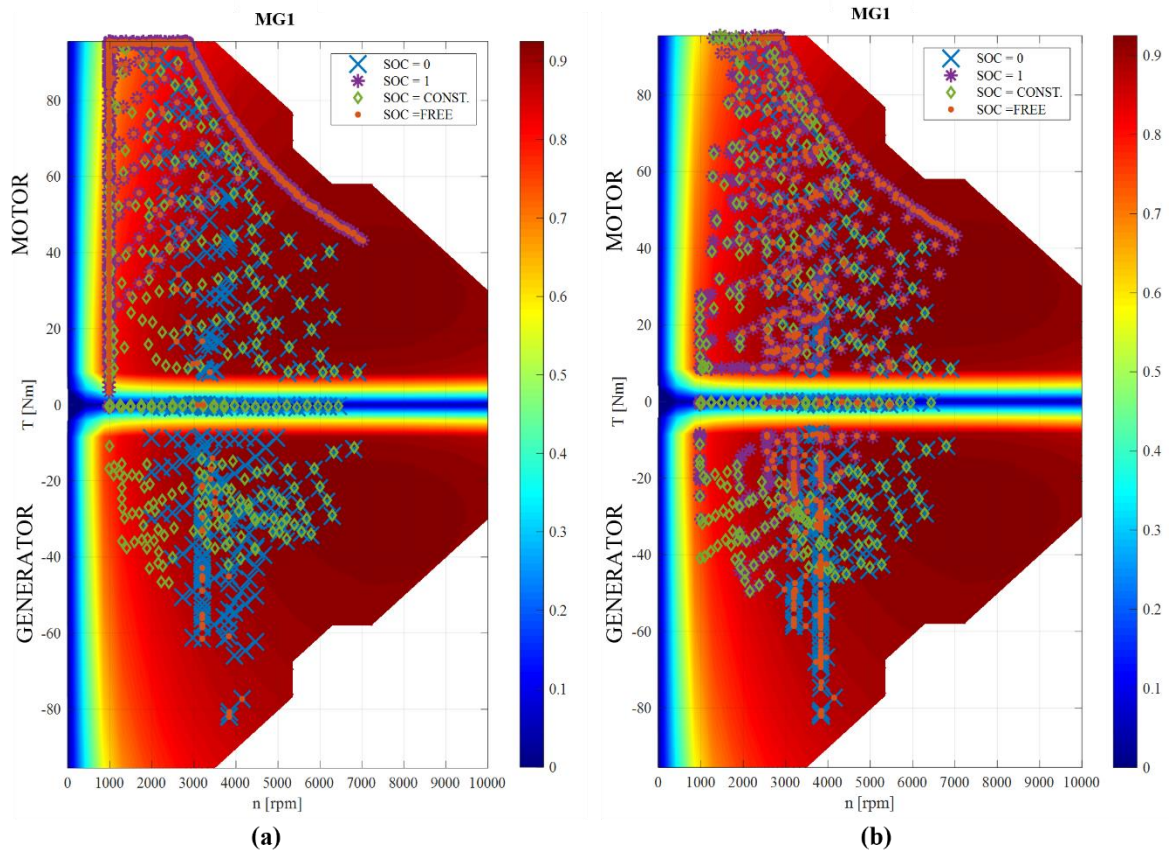 MG1
SOC = 0
SOC = 1
SOC = CONST.
SOC =FREE
MOTOR
GENERATOR
T [Nm]
80
60
40
20
0
-20
-40
-60
-80
0 1000 2000 3000 4000 5000 6000 7000 8000 9000 10000
n [rpm]
0.9
0.8
0.7
0.6
0.5
0.4
0.3
0.2
0.1
0
(a)
MG1
SOC = 0
SOC = 1
SOC = CONST.
SOC =FREE
MOTOR
GENERATOR
T [Nm]
80
60
40
20
0
-20
-40
-60
-80
0 1000 2000 3000 4000 5000 6000 7000 8000 9000 10000
n [rpm]
0.9
0.8
0.7
0.6
0.5
0.4
0.3
0.2
0.1
0
(b)